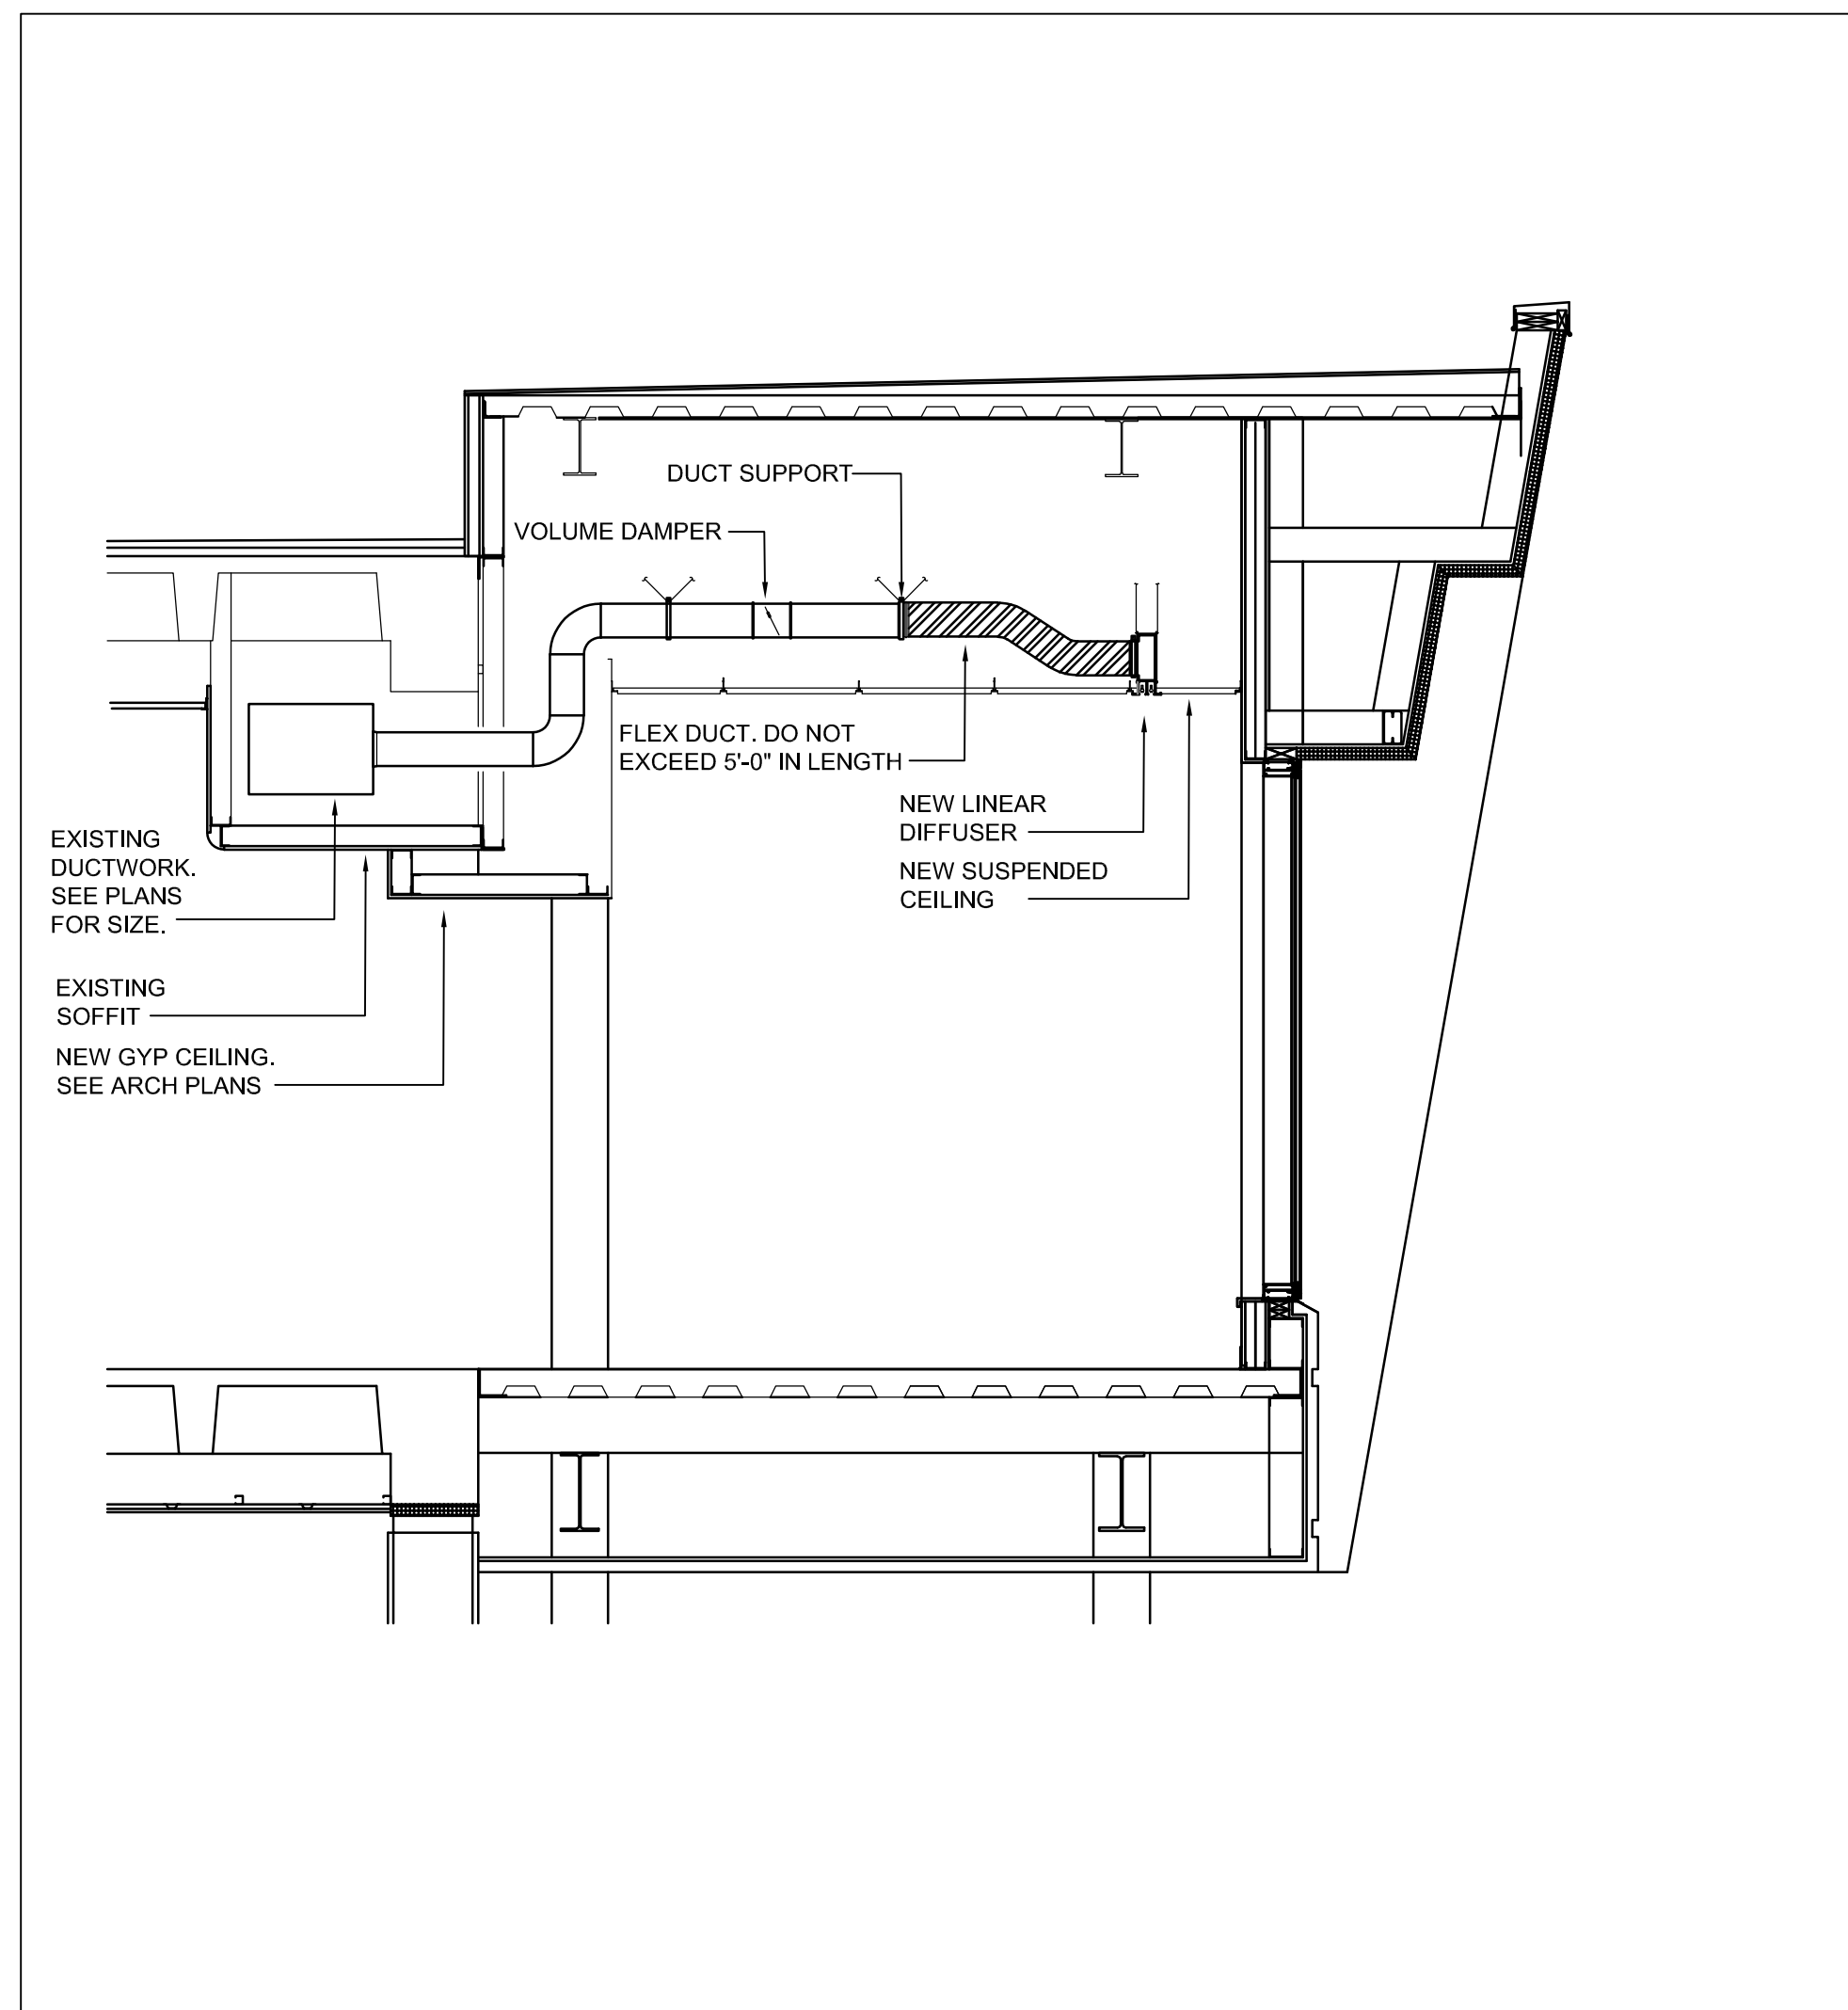 DUCT SUPPORT
VOLUME DAMPER
FLEX DUCT. DO NOT
EXCEED 5'-0" IN LENGTH
NEW LINEAR
DIFFUSER
NEW SUSPENDED
CEILING
EXISTING
DUCTWORK.
SEE PLANS
FOR SIZE.
EXISTING
SOFFIT
NEW GYP CEILING.
SEE ARCH PLANS